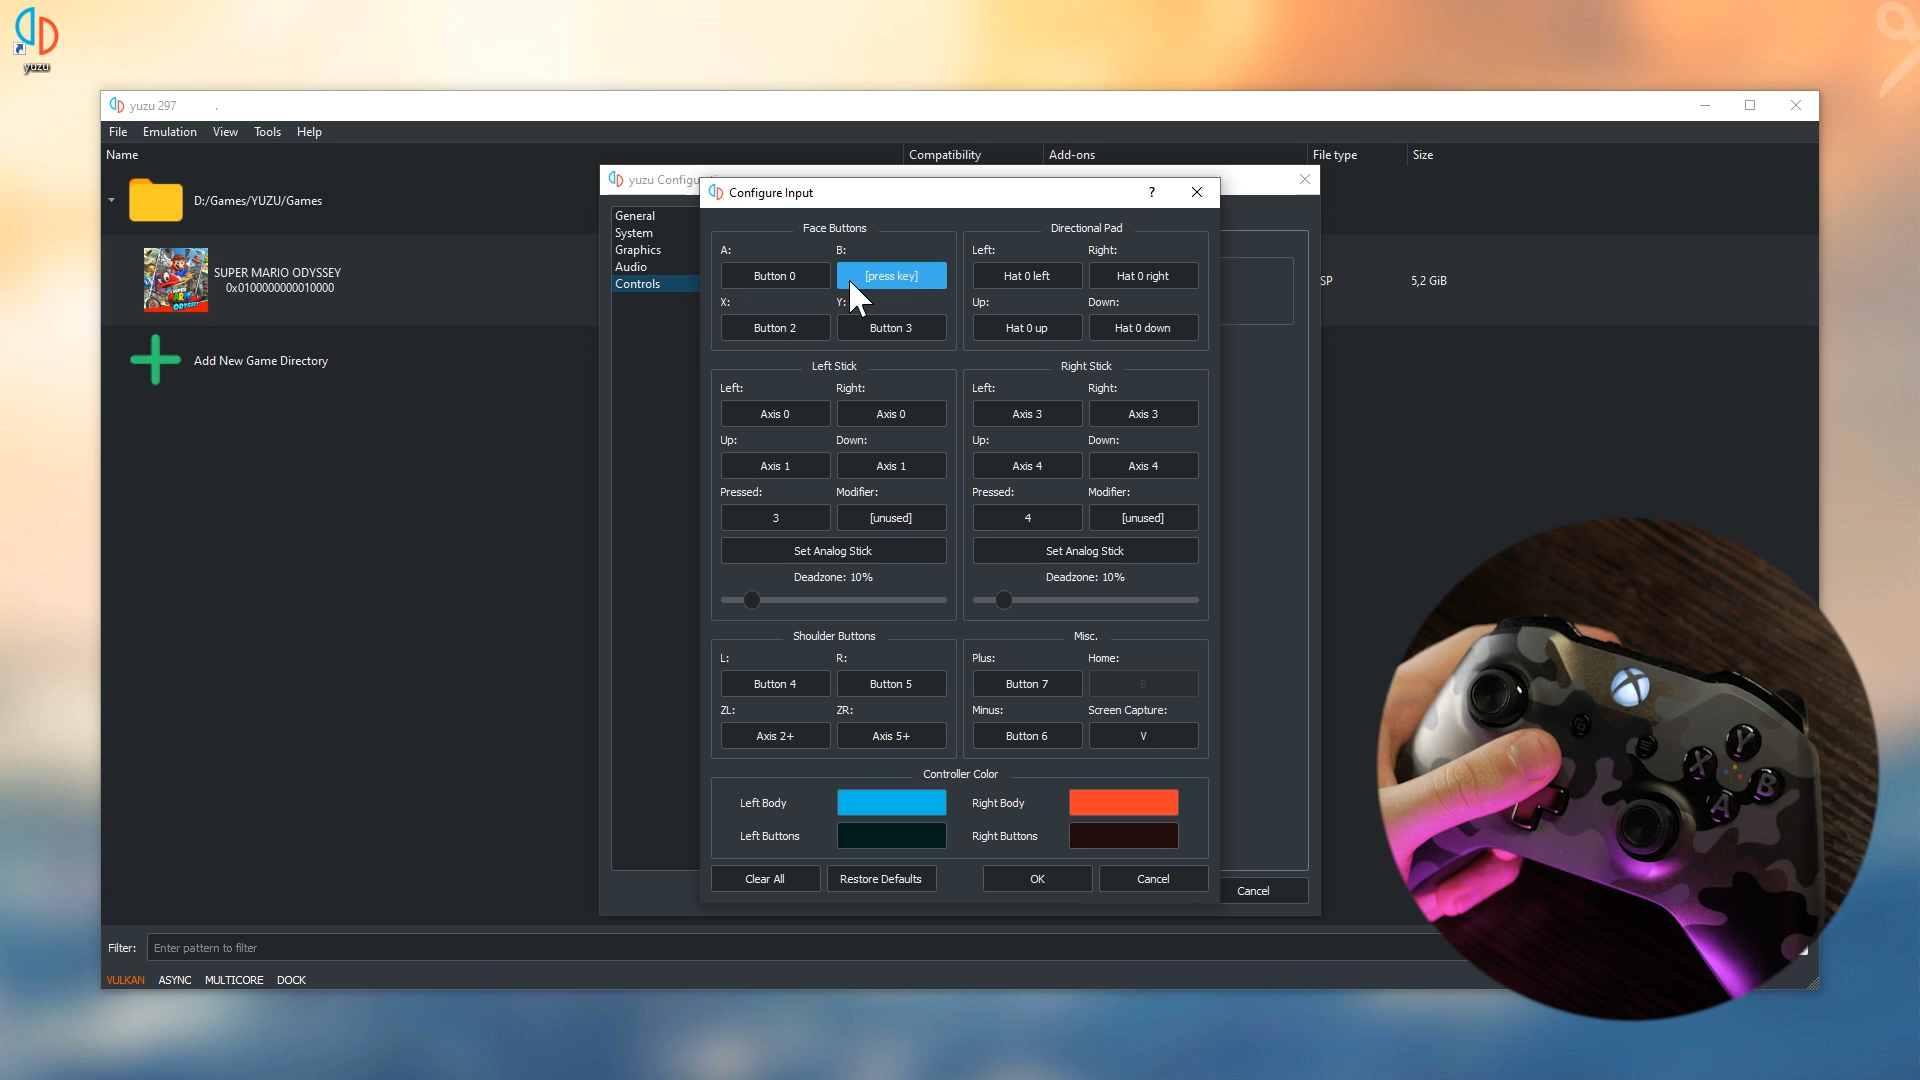 yuzu
yuzu 297 .
File Emulation View Tools Help
Name Compatibility Add-ons File type Size
D:/Games/YUZU/Games
SUPER MARIO ODYSSEY
0x0100000000010000
SP 5,2 GiB
Add New Game Directory
yuzu Configu
General
System
Graphics
Audio
Controls
Configure Input ?
Face Buttons
A: B:
Button 0 [press key]
X: Y:
Button 2 Button 3
Directional Pad
Left: Right:
Hat 0 left Hat 0 right
Up: Down:
Hat 0 up Hat 0 down
Left Stick
Left: Right:
Axis 0 Axis 0
Up: Down:
Axis 1 Axis 1
Pressed: Modifier:
3 [unused]
Set Analog Stick
Deadzone: 10%
Right Stick
Left: Right:
Axis 3 Axis 3
Up: Down:
Axis 4 Axis 4
Pressed: Modifier:
4 [unused]
Set Analog Stick
Deadzone: 10%
Shoulder Buttons
L: R:
Button 4 Button 5
ZL: ZR:
Axis 2+ Axis 5+
Misc.
Plus: Home:
Button 7 B
Minus: Screen Capture:
Button 6 V
Controller Color
Left Body Right Body
Left Buttons Right Buttons
Clear All Restore Defaults OK Cancel
Cancel
Filter: Enter pattern to filter
VULKAN ASYNC MULTICORE DOCK
Y
X B
A